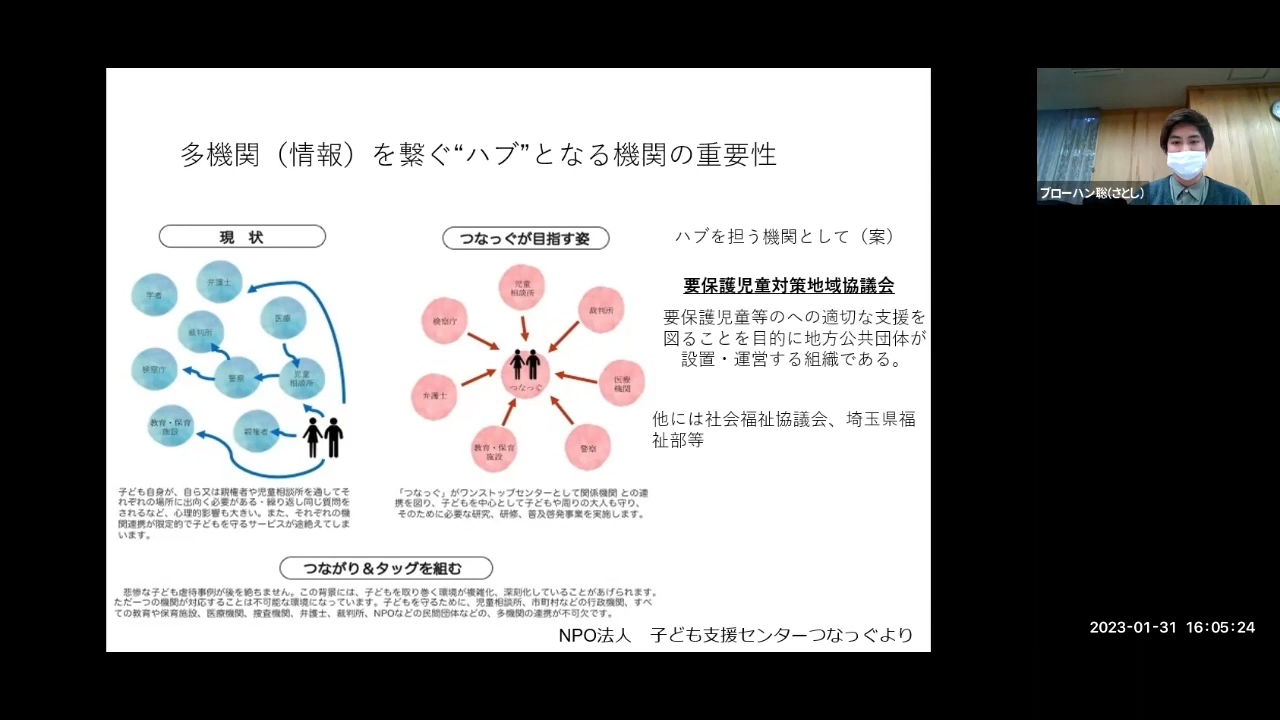 多機関（情報）を繋ぐ“ハブ”となる機関の重要性
現 状
学者
弁護士
医療
裁判所
検察庁
警察
児童
相談所
教育・保育
施設
親権者
子ども自身が、自ら又は親権者や児童相談所を通してそ
れぞれの場所に出向く必要がある・繰り返し同じ質問を
されるなど、心理的影響も大きい。また、それぞれの機
関連携が限定的で子どもを守るサービスが途絶えてしま
います。
つなっぐが目指す姿
児童
相談所
検察庁
裁判所
つなっぐ
弁護士
医療
機関
教育・保育
施設
警察
「つなっぐ」がワンストップセンターとして関係機関 との連
携を図り、子どもを中心として子どもや周りの大人も守り、
そのために必要な研究、研修、普及啓発事業を実施します。
ハブを担う機関として（案）
要保護児童対策地域協議会
要保護児童等のへの適切な支援を
図ることを目的に地方公共団体が
設置・運営する組織である。
他には社会福祉協議会、埼玉県福
祉部等
つながり＆タッグを組む
悲惨な子ども虐待事例が後を絶ちません。この背景には、子どもを取り巻く環境が複雑化、深刻化していることがあげられます。
ただ一つの機関が対応することは不可能な環境になっています。子どもを守るために、児童相談所、市町村などの行政機関、すべ
ての教育や保育施設、医療機関、捜査機関、弁護士、裁判所、NPOなどの民間団体などの、多機関の連携が不可欠です。
NPO法人 子ども支援センターつなっぐより
ブローハン聡(さとし)
2023-01-31 16:05:24